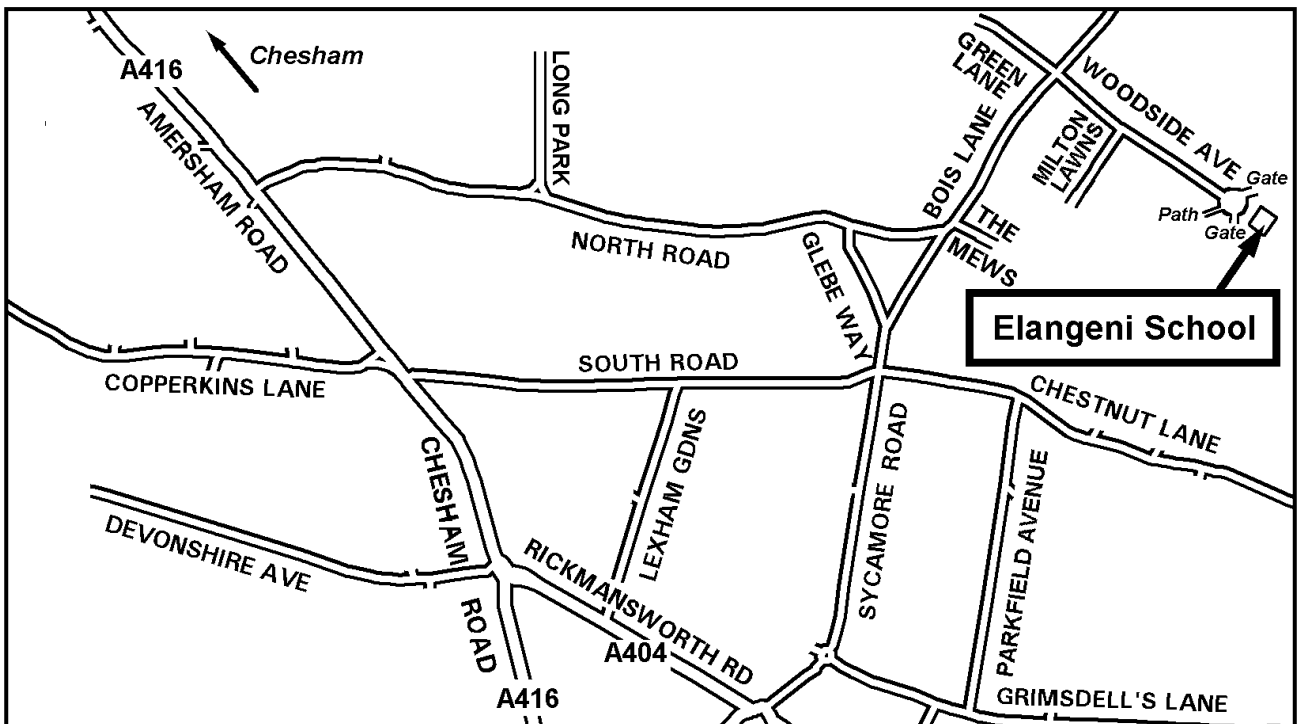 Chesham
A416
AMERSHAM ROAD
LONG PARK
GREEN
LANE
WOODSIDE AVE
MILTON
LAWNS
BOIS LANE
Gate
Path
Gate
THE
MEWS
NORTH ROAD
GLEBE WAY
Elangeni School
SOUTH ROAD
COPPERKINS LANE
CHESTNUT LANE
LEXHAM GDNS
SYCAMORE ROAD
PARKFIELD AVENUE
CHESHAM
ROAD
DEVONSHIRE AVE
RICKMANSWORTH RD
A404
A416
GRIMSDELL'S LANE